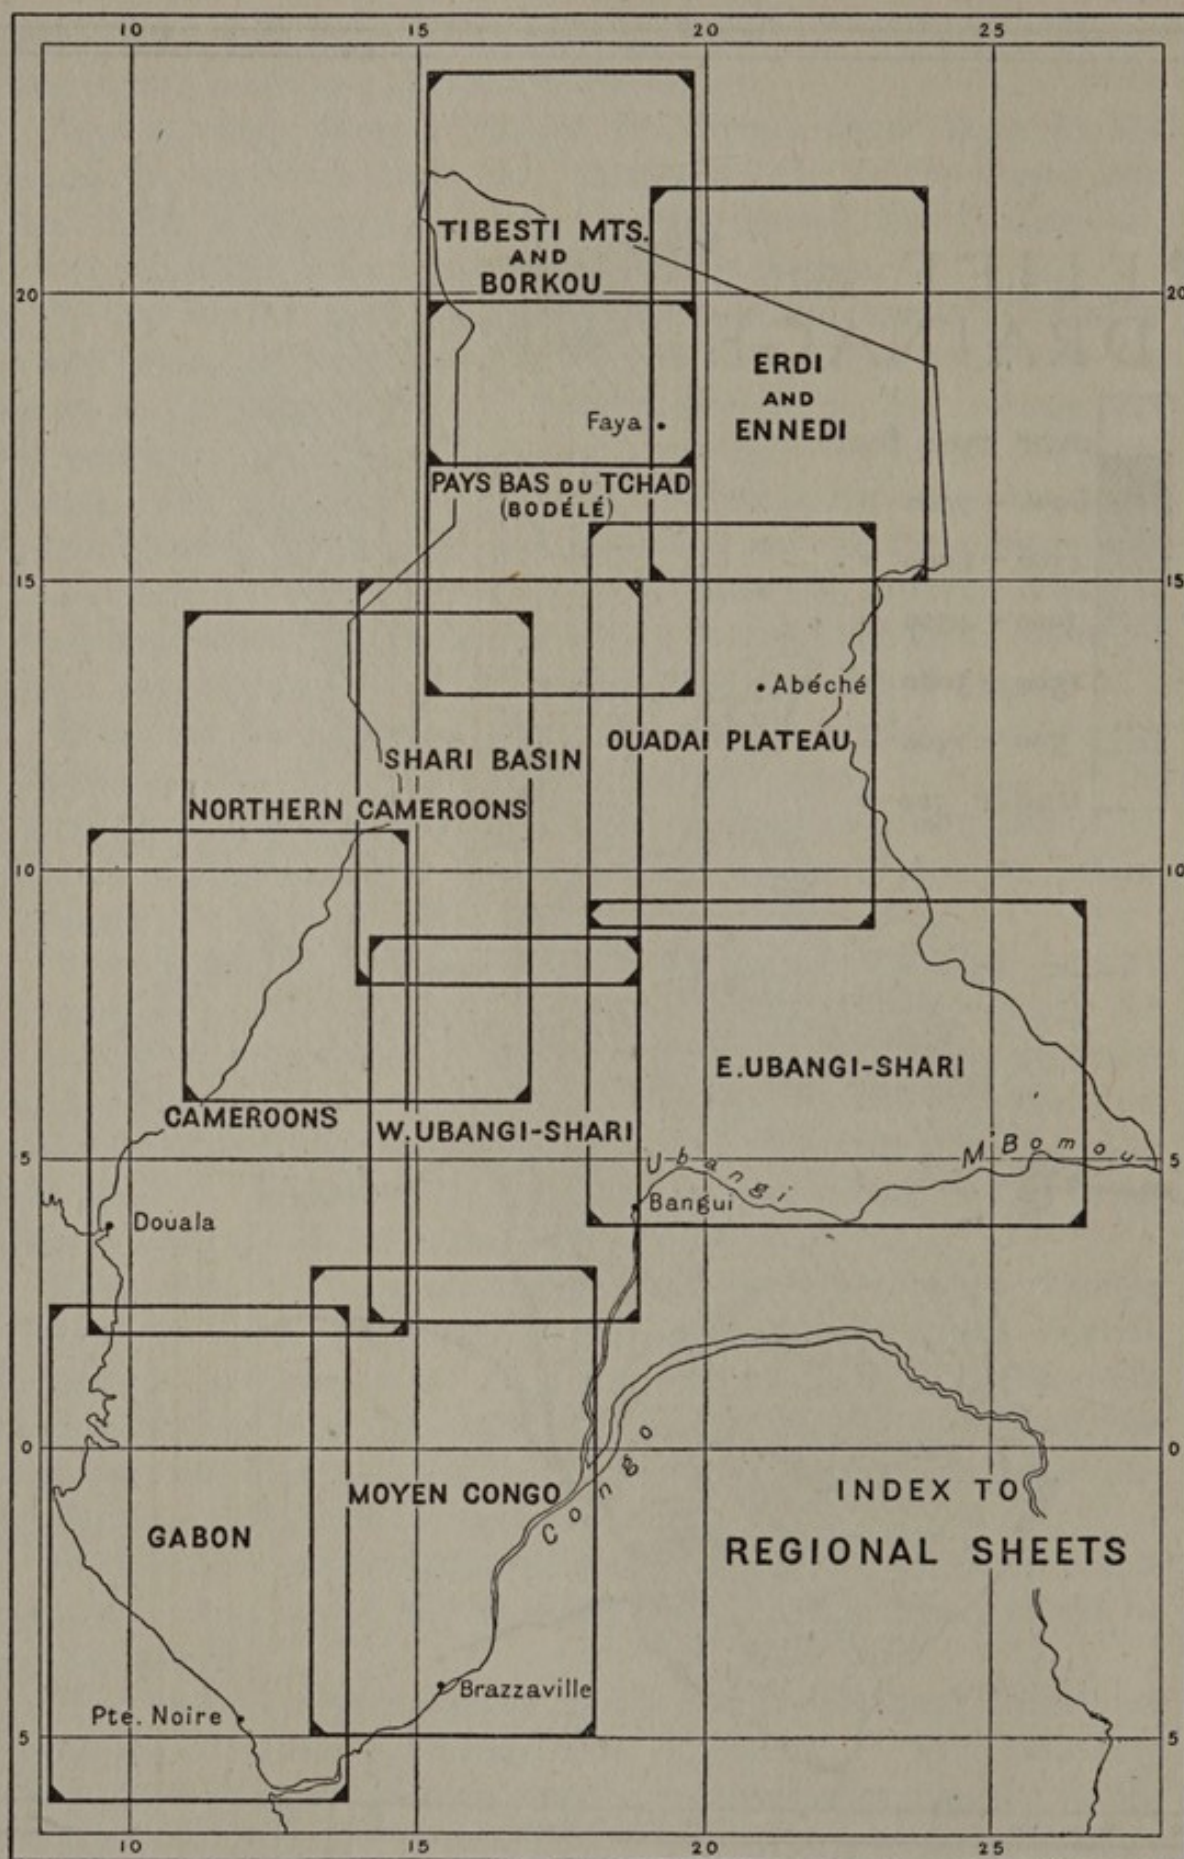 10 15 20 25
TIBESTI MTS.
AND
BORKOU
20 20
ERDI
AND
ENNEDI
Faya
PAYS BAS DU TCHAD
(BODÉLÉ)
15 15
Abéché
OUADAI PLATEAU
SHARI BASIN
NORTHERN CAMEROONS
10 10
E.UBANGI-SHARI
CAMEROONS
W.UBANGI-SHARI
5 5
Ubangi
M'Bomou
Bangui
Douala
0 0
Congo
MOYEN CONGO
GABON
INDEX TO
REGIONAL SHEETS
Brazzaville
Pte. Noire
5 5
10 15 20 25